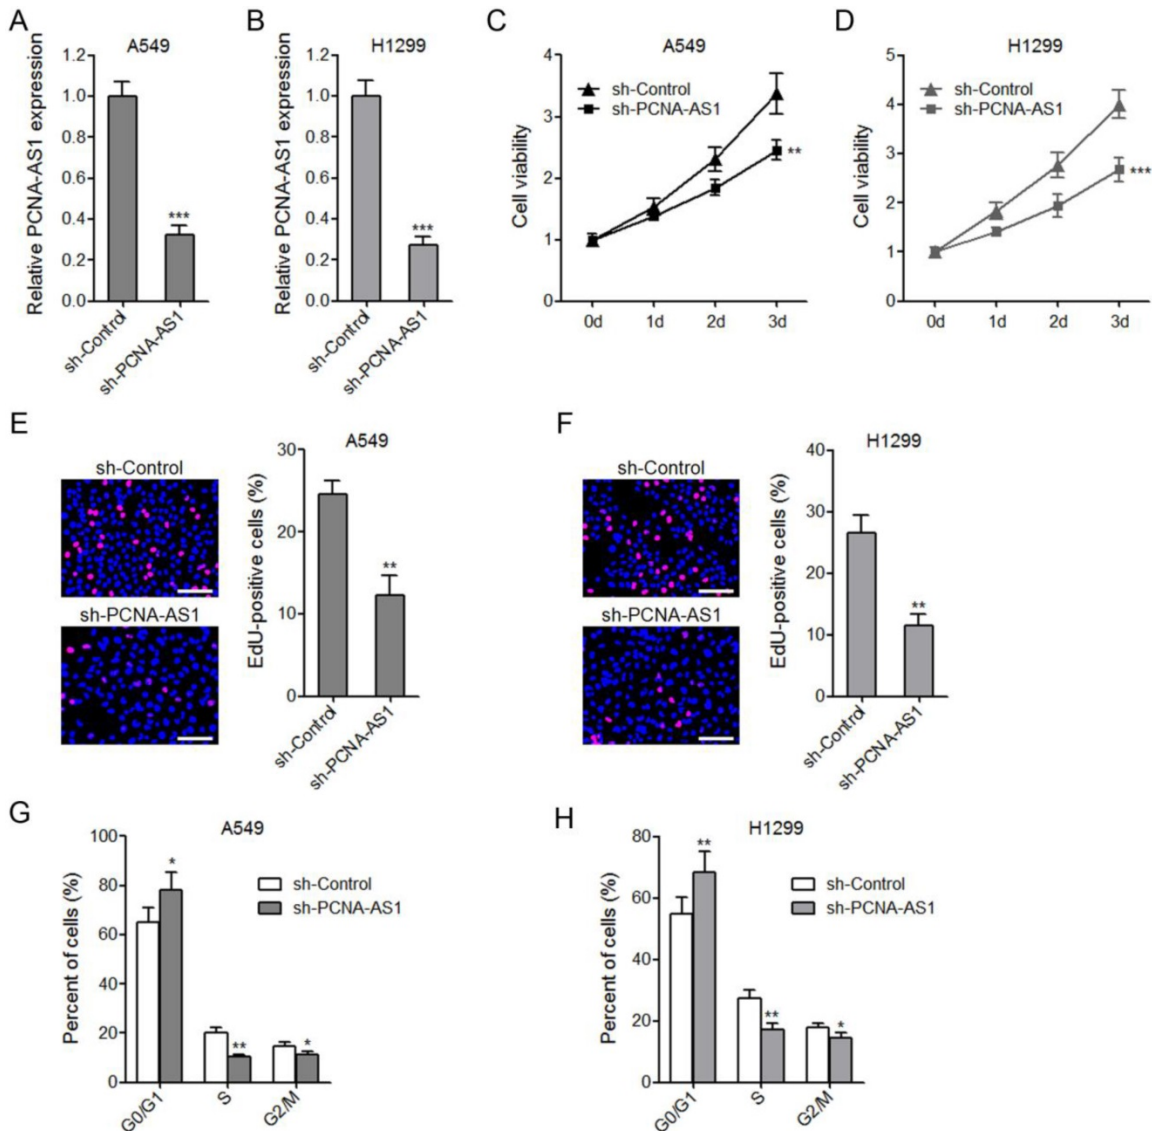 A
A549
Relative PCNA-AS1 expression
1.2
1.0
0.8
0.6
0.4
0.2
0.0
***
sh-Control
sh-PCNA-AS1
B
H1299
Relative PCNA-AS1 expression
1.2
1.0
0.8
0.6
0.4
0.2
0.0
***
sh-Control
sh-PCNA-AS1
C
A549
Cell viability
4
3
2
1
0
sh-Control
sh-PCNA-AS1
**
0d 1d 2d 3d
D
H1299
Cell viability
5
4
3
2
1
0
sh-Control
sh-PCNA-AS1
***
0d 1d 2d 3d
E
sh-Control
sh-PCNA-AS1
A549
EdU-positive cells (%)
30
20
10
0
**
sh-Control
sh-PCNA-AS1
F
sh-Control
sh-PCNA-AS1
H1299
EdU-positive cells (%)
40
30
20
10
0
**
sh-Control
sh-PCNA-AS1
G
A549
Percent of cells (%)
100
80
60
40
20
0
sh-Control
sh-PCNA-AS1
*
**
*
G0/G1 S G2/M
H
H1299
Percent of cells (%)
80
60
40
20
0
sh-Control
sh-PCNA-AS1
**
**
*
G0/G1 S G2/M